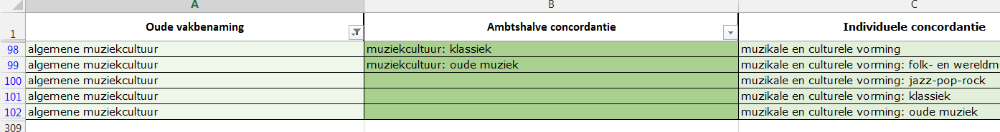 A B C
1 Oude vakbenaming Ambtshalve concordantie Individuele concordantie
98 algemene muziekcultuur muziekcultuur: klassiek muzikale en culturele vorming
99 algemene muziekcultuur muziekcultuur: oude muziek muzikale en culturele vorming: folk- en wereldm
100 algemene muziekcultuur muzikale en culturele vorming: jazz-pop-rock
101 algemene muziekcultuur muzikale en culturele vorming: klassiek
102 algemene muziekcultuur muzikale en culturele vorming: oude muziek
309